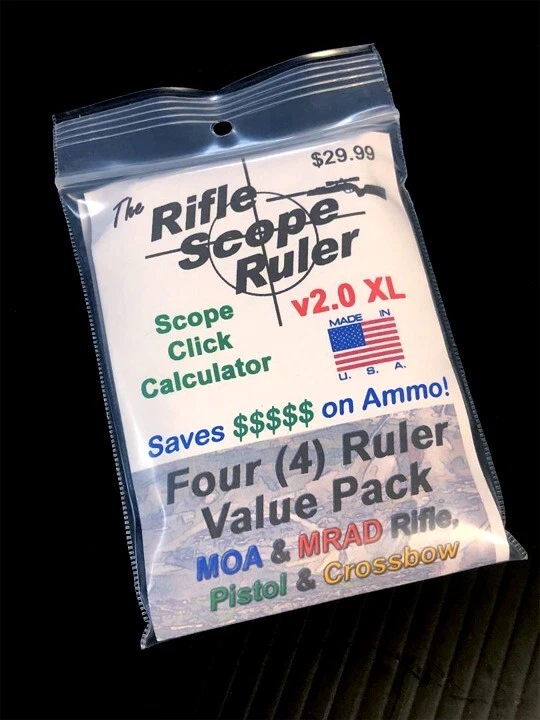 $29.99
The Rifle
Scope
Ruler
v2.0 XL
Scope
Click
Calculator
MADE IN
U. S. A.
Saves $$$$$ on Ammo!
Four (4) Ruler
Value Pack
MOA & MRAD Rifle,
Pistol & Crossbow